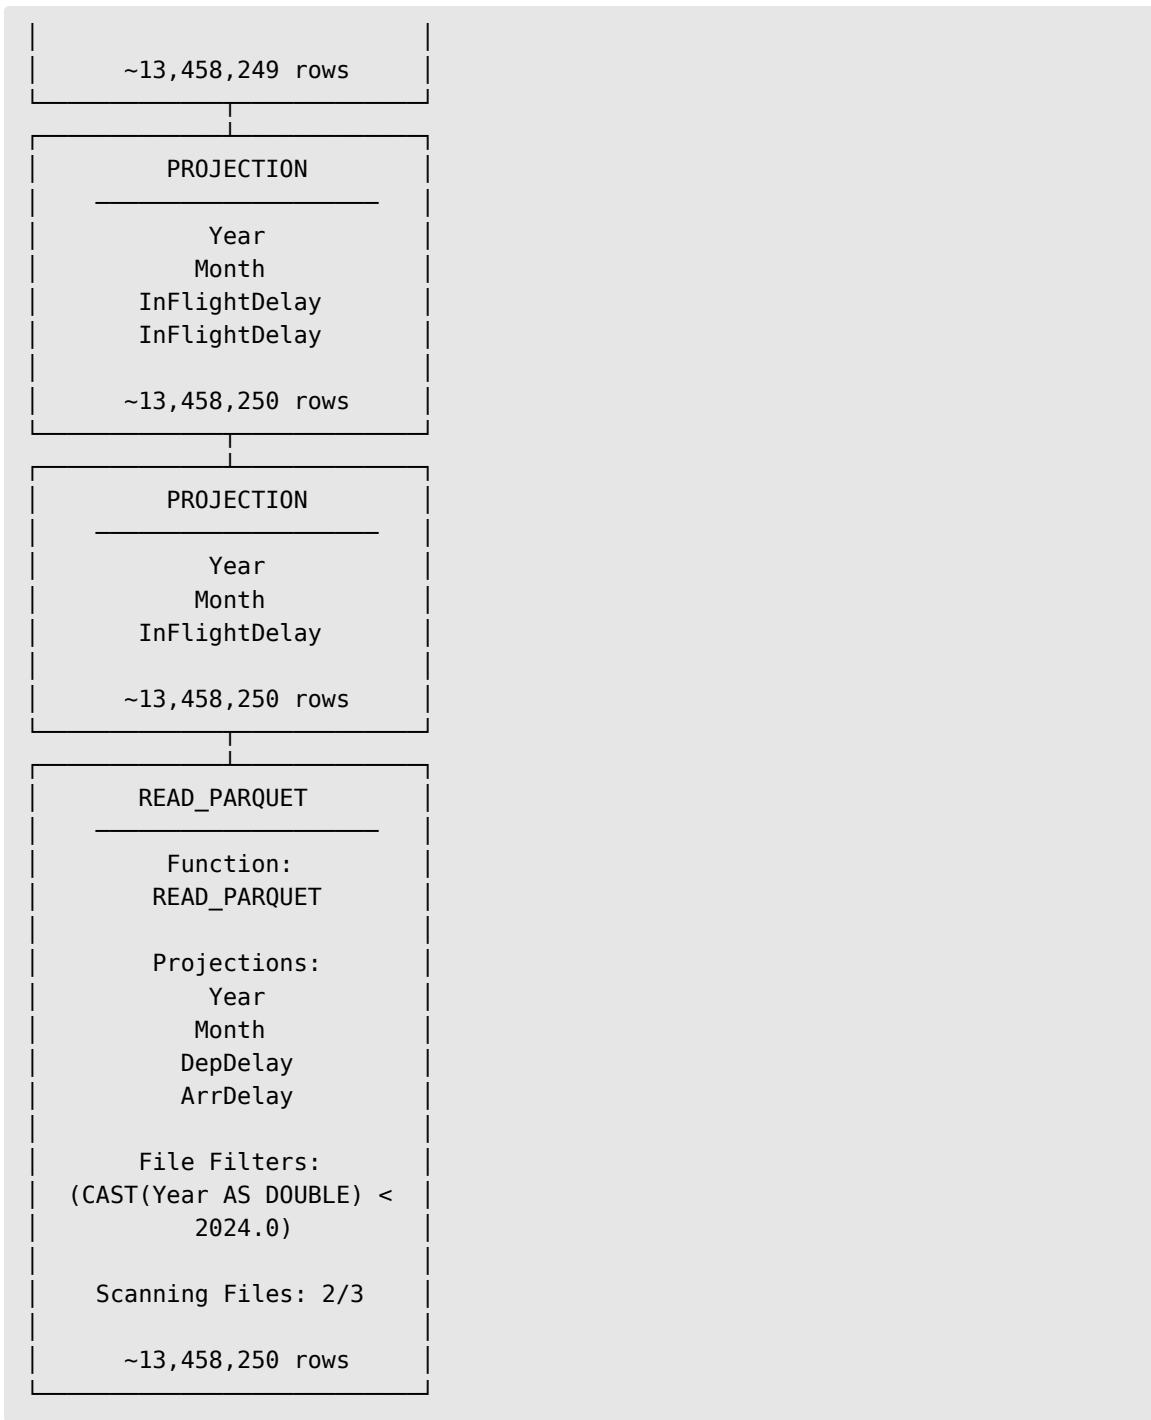 ~13,458,249 rows
PROJECTION
Year
Month
InFlightDelay
InFlightDelay
~13,458,250 rows
PROJECTION
Year
Month
InFlightDelay
~13,458,250 rows
READ_PARQUET
Function:
READ_PARQUET
Projections:
Year
Month
DepDelay
ArrDelay
File Filters:
(CAST(Year AS DOUBLE) <
2024.0)
Scanning Files: 2/3
~13,458,250 rows